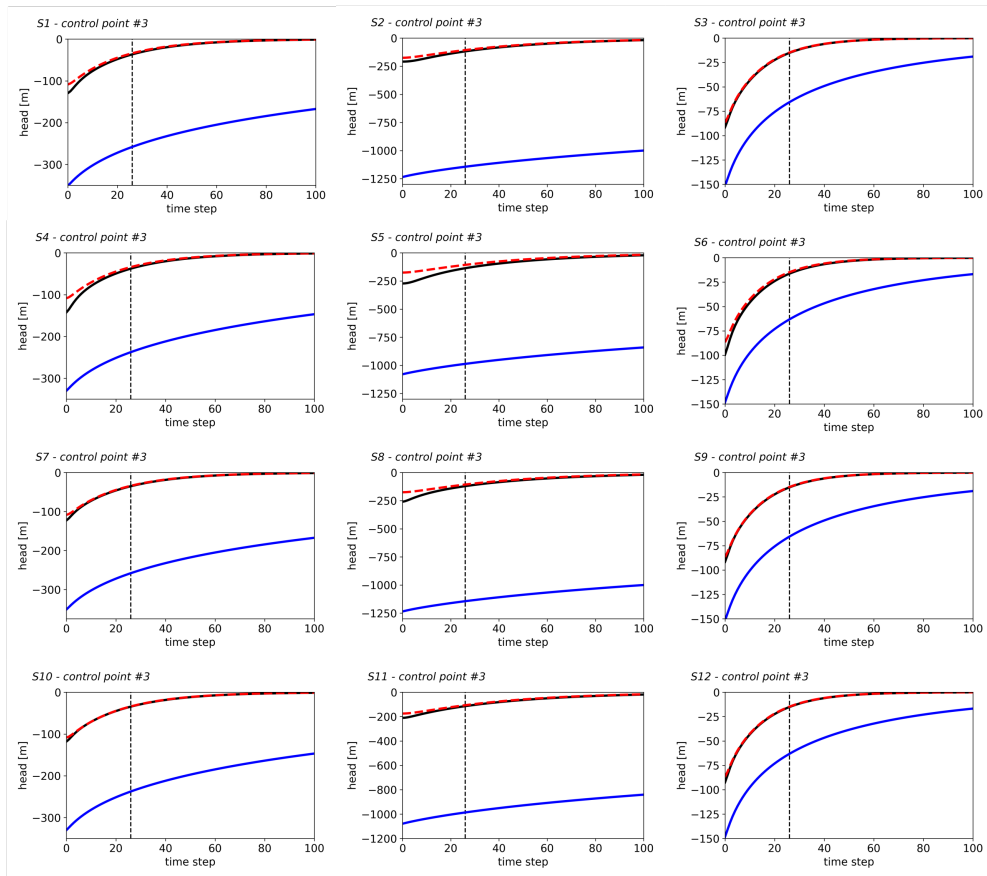 S1 - control point #3
head [m]
0
−100
−200
−300
0 20 40 60 80 100
time step
S2 - control point #3
head [m]
0
−250
−500
−750
−1000
−1250
0 20 40 60 80 100
time step
S3 - control point #3
head [m]
0
−25
−50
−75
−100
−125
−150
0 20 40 60 80 100
time step
S4 - control point #3
head [m]
0
−100
−200
−300
0 20 40 60 80 100
time step
S5 - control point #3
head [m]
0
−250
−500
−750
−1000
−1250
0 20 40 60 80 100
time step
S6 - control point #3
head [m]
0
−25
−50
−75
−100
−125
−150
0 20 40 60 80 100
time step
S7 - control point #3
head [m]
0
−100
−200
−300
0 20 40 60 80 100
time step
S8 - control point #3
head [m]
0
−250
−500
−750
−1000
−1250
0 20 40 60 80 100
time step
S9 - control point #3
head [m]
0
−25
−50
−75
−100
−125
−150
0 20 40 60 80 100
time step
S10 - control point #3
head [m]
0
−100
−200
−300
0 20 40 60 80 100
time step
S11 - control point #3
head [m]
0
−200
−400
−600
−800
−1000
−1200
0 20 40 60 80 100
time step
S12 - control point #3
head [m]
0
−25
−50
−75
−100
−125
−150
0 20 40 60 80 100
time step